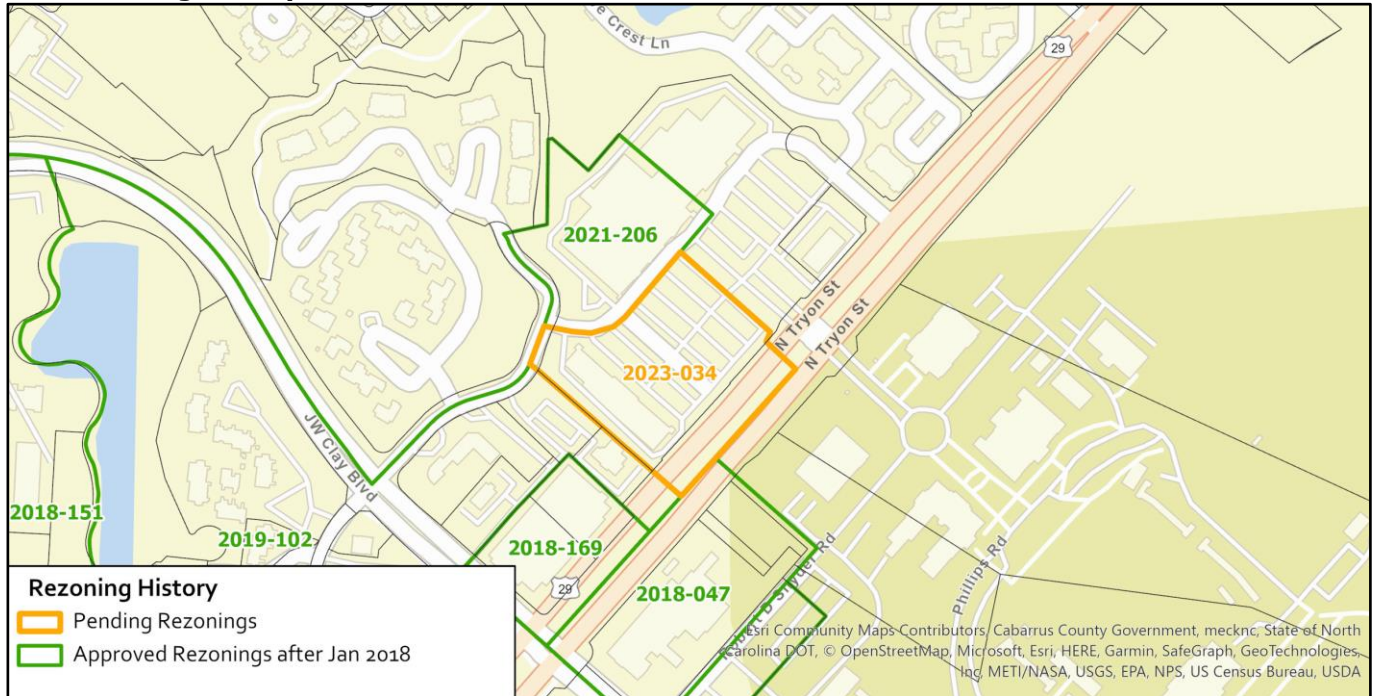 e Crest Ln
29
2021-206
N Tryon St
N Tryon St
2023-034
JW Clay Blvd
2018-151
2019-102
2018-169
29
2018-047
Robert D Snyder Rd
Phillips Rd
Rezoning History
Pending Rezonings
Approved Rezonings after Jan 2018
Esri Community Maps Contributors, Cabarrus County Government, mecknc, State of North
Carolina DOT, © OpenStreetMap, Microsoft, Esri, HERE, Garmin, SafeGraph, GeoTechnologies,
Inc, METI/NASA, USGS, EPA, NPS, US Census Bureau, USDA